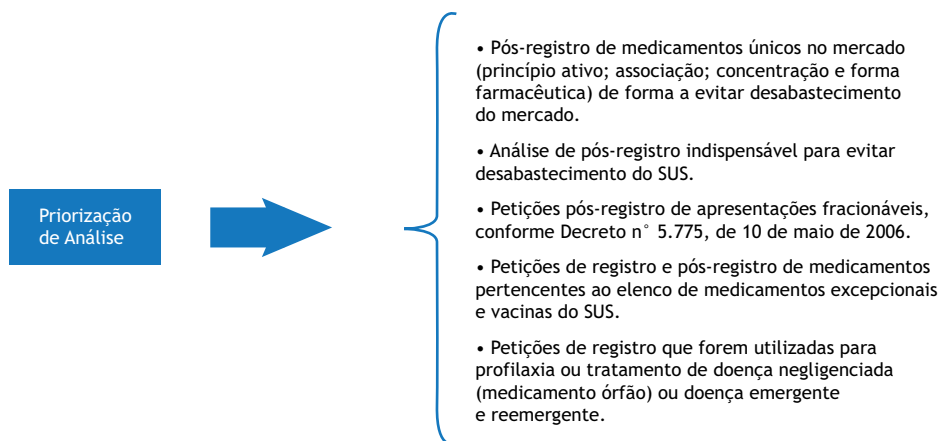 Priorização
de Análise
• Pós-registro de medicamentos únicos no mercado
(princípio ativo; associação; concentração e forma
farmacêutica) de forma a evitar desabastecimento
do mercado.
• Análise de pós-registro indispensável para evitar
desabastecimento do SUS.
• Petições pós-registro de apresentações fracionáveis,
conforme Decreto n° 5.775, de 10 de maio de 2006.
• Petições de registro e pós-registro de medicamentos
pertencentes ao elenco de medicamentos excepcionais
e vacinas do SUS.
• Petições de registro que forem utilizadas para
profilaxia ou tratamento de doença negligenciada
(medicamento órfão) ou doença emergente
e reemergente.